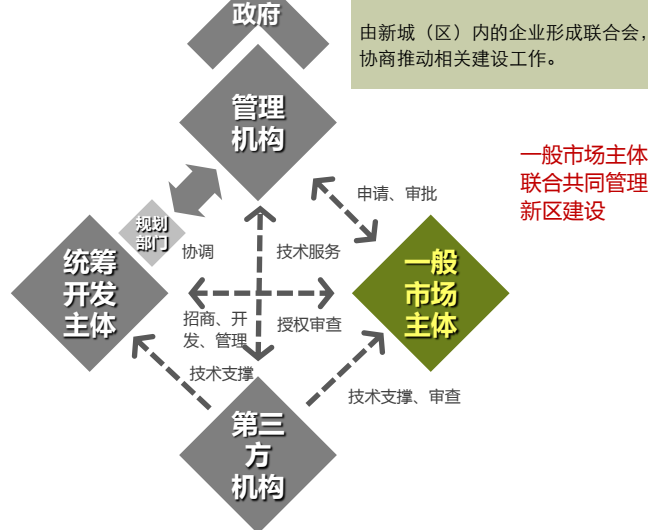 政府
由新城（区）内的企业形成联合会，
协商推动相关建设工作。
管理
机构
一般市场主体
联合共同管理
新区建设
申请、审批
规划
部门
协调
技术服务
统筹
开发
主体
一般
市场
主体
招商、开
发、管理
授权审查
技术支撑
技术支撑、审查
第三
方
机构